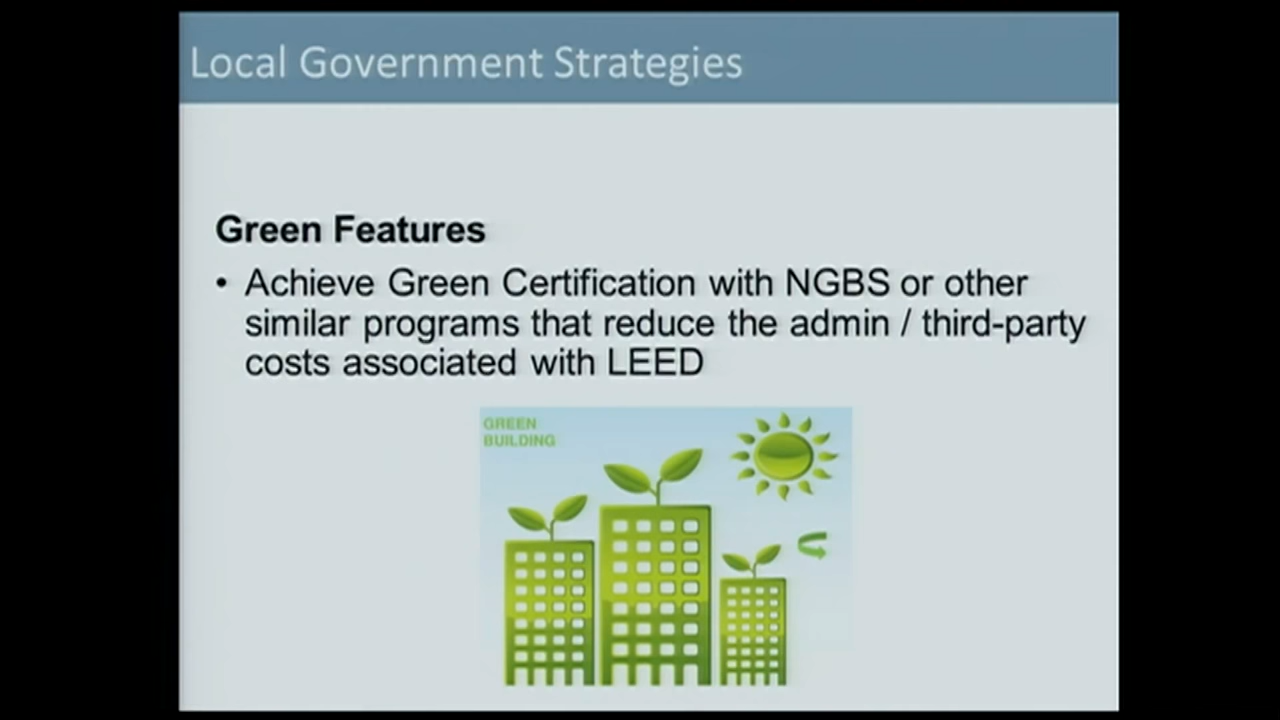 Local Government Strategies
Green Features
• Achieve Green Certification with NGBS or other
similar programs that reduce the admin / third-party
costs associated with LEED
GREEN
BUILDING